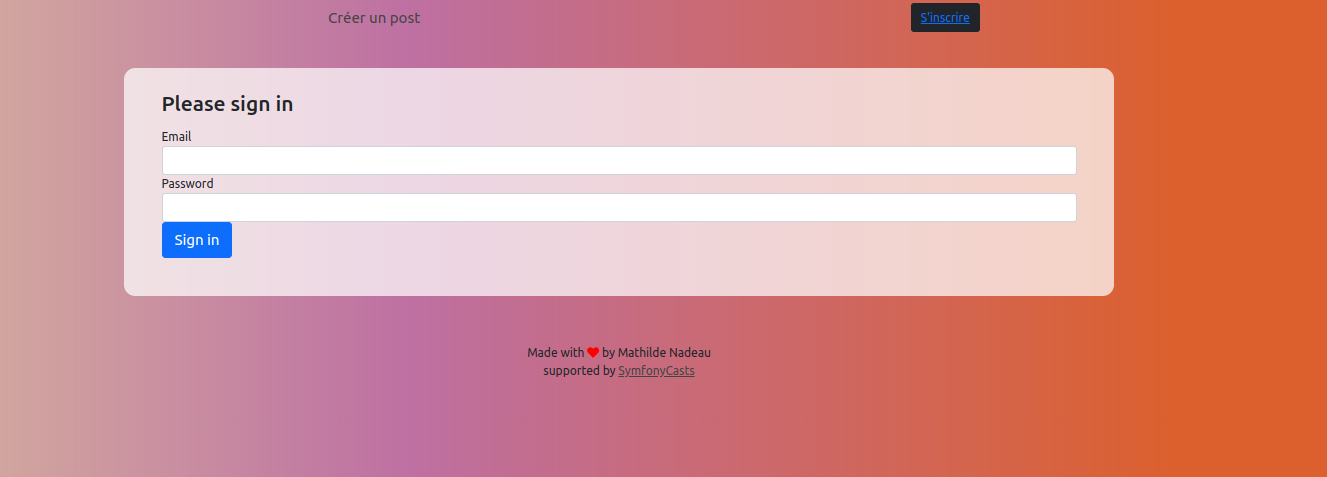 Créer un post
S'inscrire
Please sign in
Email
Password
Sign in
Made with ❤ by Mathilde Nadeau
supported by SymfonyCasts